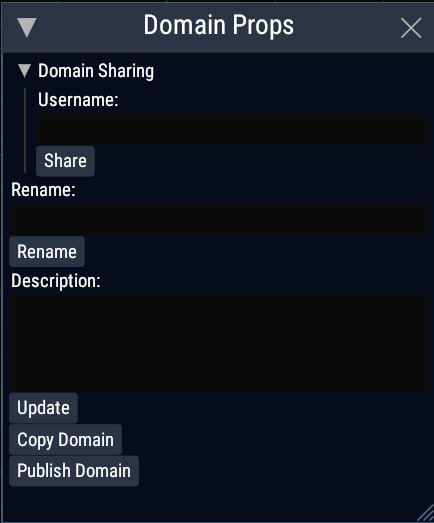 Domain Props
Domain Sharing
Username:
Share
Rename:
Rename
Description:
Update
Copy Domain
Publish Domain